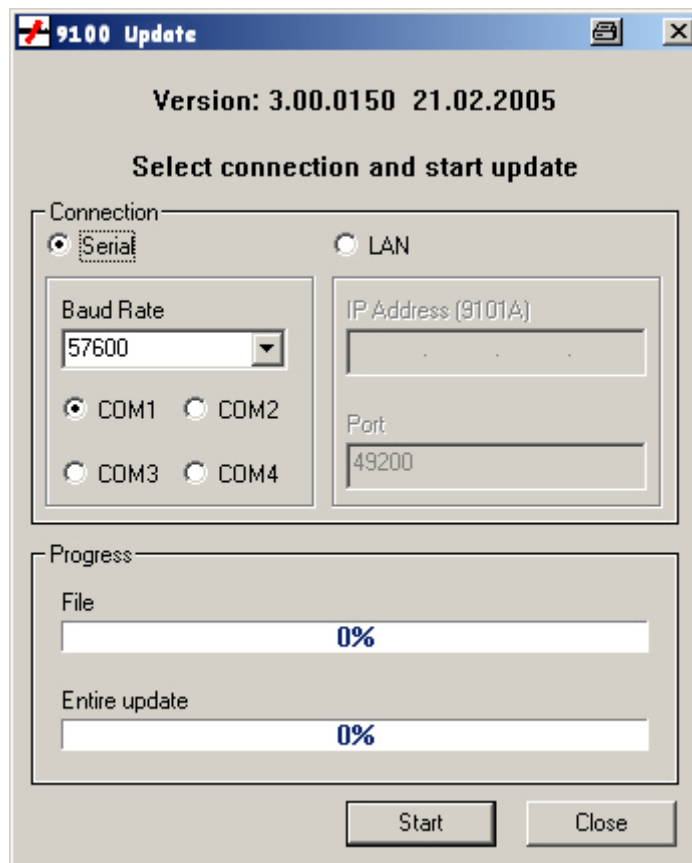 9100 Update
Version: 3.00.0150 21.02.2005
Select connection and start update
Connection
Serial
LAN
Baud Rate
57600
COM1 COM2
COM3 COM4
IP Address (9101A)
. . .
Port
49200
Progress
File
0%
Entire update
0%
Start Close